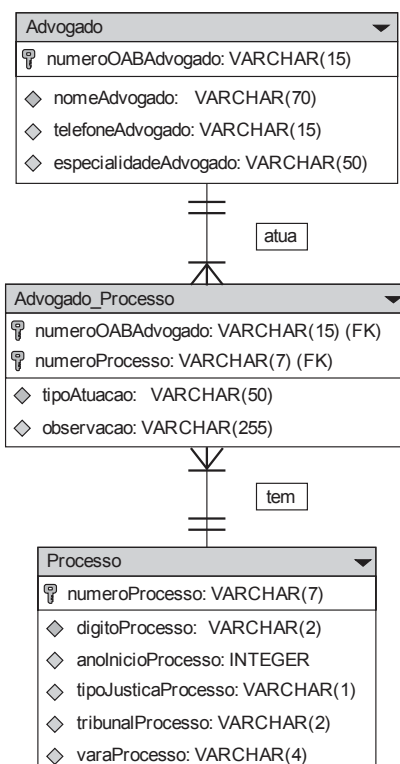 Advogado
numeroOABAdvogado: VARCHAR(15)
nomeAdvogado: VARCHAR(70)
telefoneAdvogado: VARCHAR(15)
especialidadeAdvogado: VARCHAR(50)
atua
Advogado_Processo
numeroOABAdvogado: VARCHAR(15) (FK)
numeroProcesso: VARCHAR(7) (FK)
tipoAtuacao: VARCHAR(50)
observacao: VARCHAR(255)
tem
Processo
numeroProcesso: VARCHAR(7)
digitoProcesso: VARCHAR(2)
anoInicioProcesso: INTEGER
tipoJusticaProcesso: VARCHAR(1)
tribunalProcesso: VARCHAR(2)
varaProcesso: VARCHAR(4)